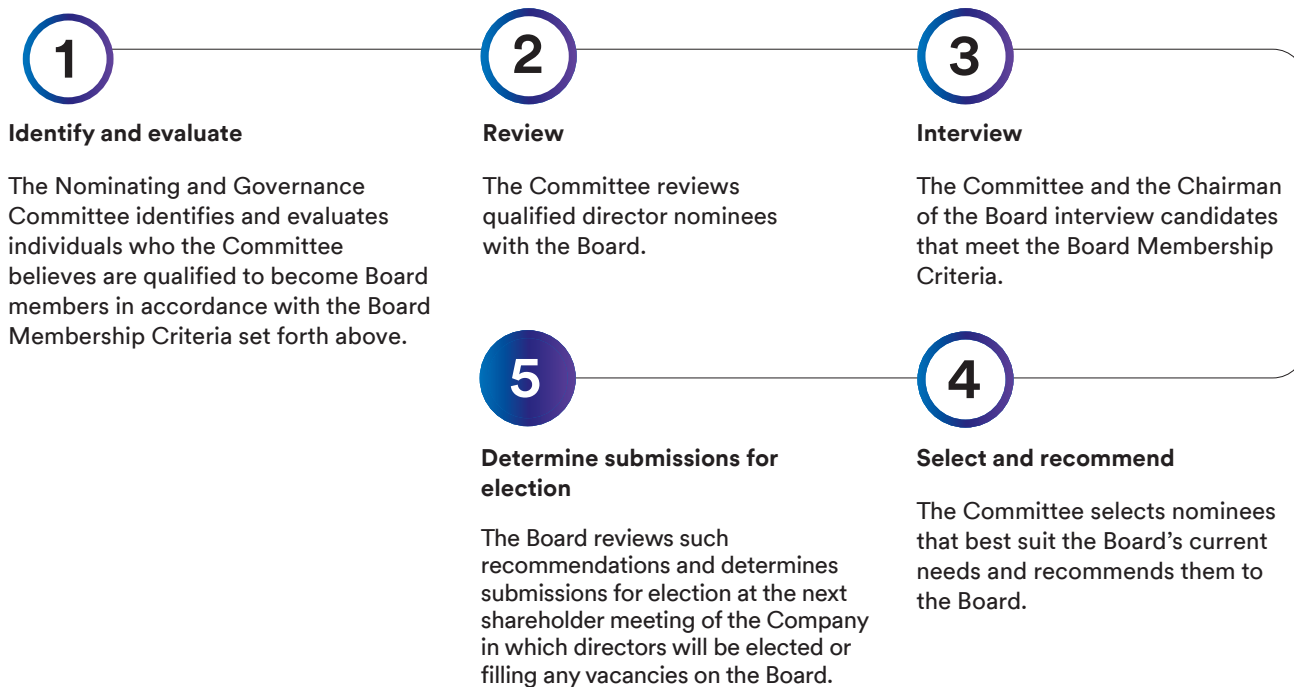 1
Identify and evaluate
The Nominating and Governance
Committee identifies and evaluates
individuals who the Committee
believes are qualified to become Board
members in accordance with the Board
Membership Criteria set forth above.
2
Review
The Committee reviews
qualified director nominees
with the Board.
3
Interview
The Committee and the Chairman
of the Board interview candidates
that meet the Board Membership
Criteria.
4
Select and recommend
The Committee selects nominees
that best suit the Board’s current
needs and recommends them to
the Board.
5
Determine submissions for
election
The Board reviews such
recommendations and determines
submissions for election at the next
shareholder meeting of the Company
in which directors will be elected or
filling any vacancies on the Board.